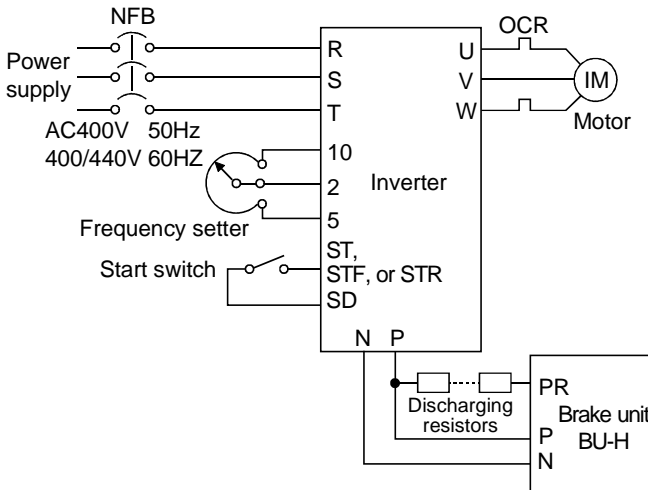 NFB
Power
supply
AC400V 50Hz
400/440V 60HZ
Frequency setter
Start switch
R
S
T
10
2
5
ST,
STF, or STR
SD
Inverter
U
V
W
N P
OCR
IM
Motor
Discharging
resistors
PR
Brake unit
BU-H
P
N